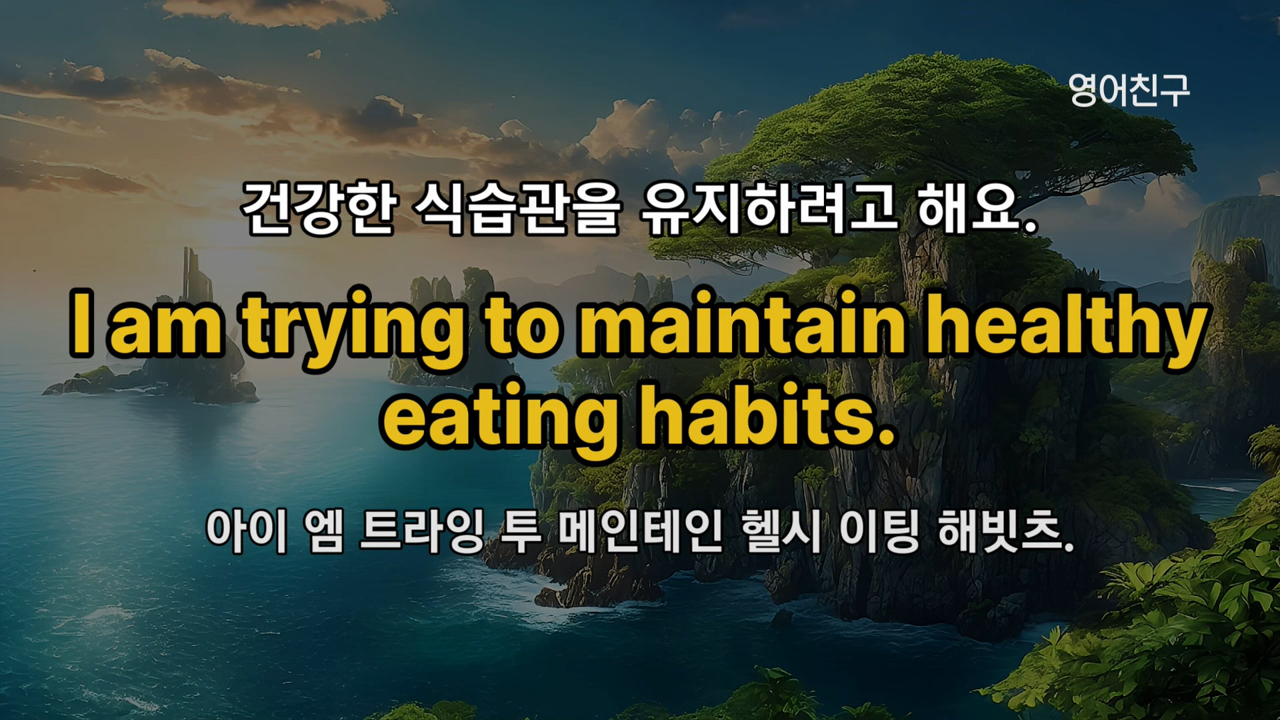 영어친구
건강한 식습관을 유지하려고 해요.
I am trying to maintain healthy
eating habits.
아이 엠 트라잉 투 메인테인 헬시 이팅 해빗츠.